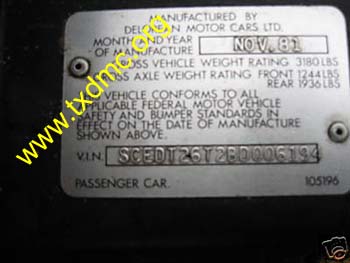 MANUFACTURED BY
DELOREAN MOTOR CARS LTD.
MONTH AND YEAR
OF MANUFACTURE NOV. 81
GROSS VEHICLE WEIGHT RATING 3180 LBS
GROSS AXLE WEIGHT RATING FRONT 1244 LBS
REAR 1936 LBS
VEHICLE CONFORMS TO ALL
APPLICABLE FEDERAL MOTOR VEHICLE
SAFETY AND BUMPER STANDARDS IN
EFFECT ON THE DATE OF MANUFACTURE
SHOWN ABOVE.
V.I.N. SCEDT26T2BD006194
PASSENGER CAR. 105196
www.txdmc.org